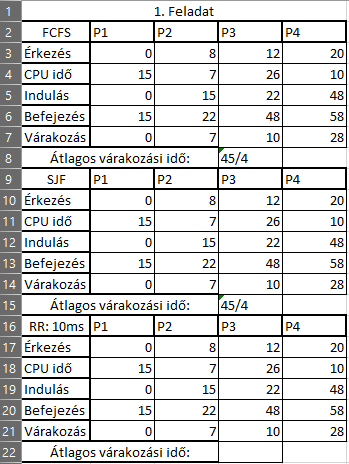 1 1. Feladat
2 FCFS P1 P2 P3 P4
3 Érkezés 0 8 12 20
4 CPU idő 15 7 26 10
5 Indulás 0 15 22 48
6 Befejezés 15 22 48 58
7 Várakozás 0 7 10 28
8 Átlagos várakozási idő: 45/4
9 SJF P1 P2 P3 P4
10 Érkezés 0 8 12 20
11 CPU idő 15 7 26 10
12 Indulás 0 15 22 48
13 Befejezés 15 22 48 58
14 Várakozás 0 7 10 28
15 Átlagos várakozási idő: 45/4
16 RR: 10ms P1 P2 P3 P4
17 Érkezés 0 8 12 20
18 CPU idő 15 7 26 10
19 Indulás 0 15 22 48
20 Befejezés 15 22 48 58
21 Várakozás 0 7 10 28
22 Átlagos várakozási idő: